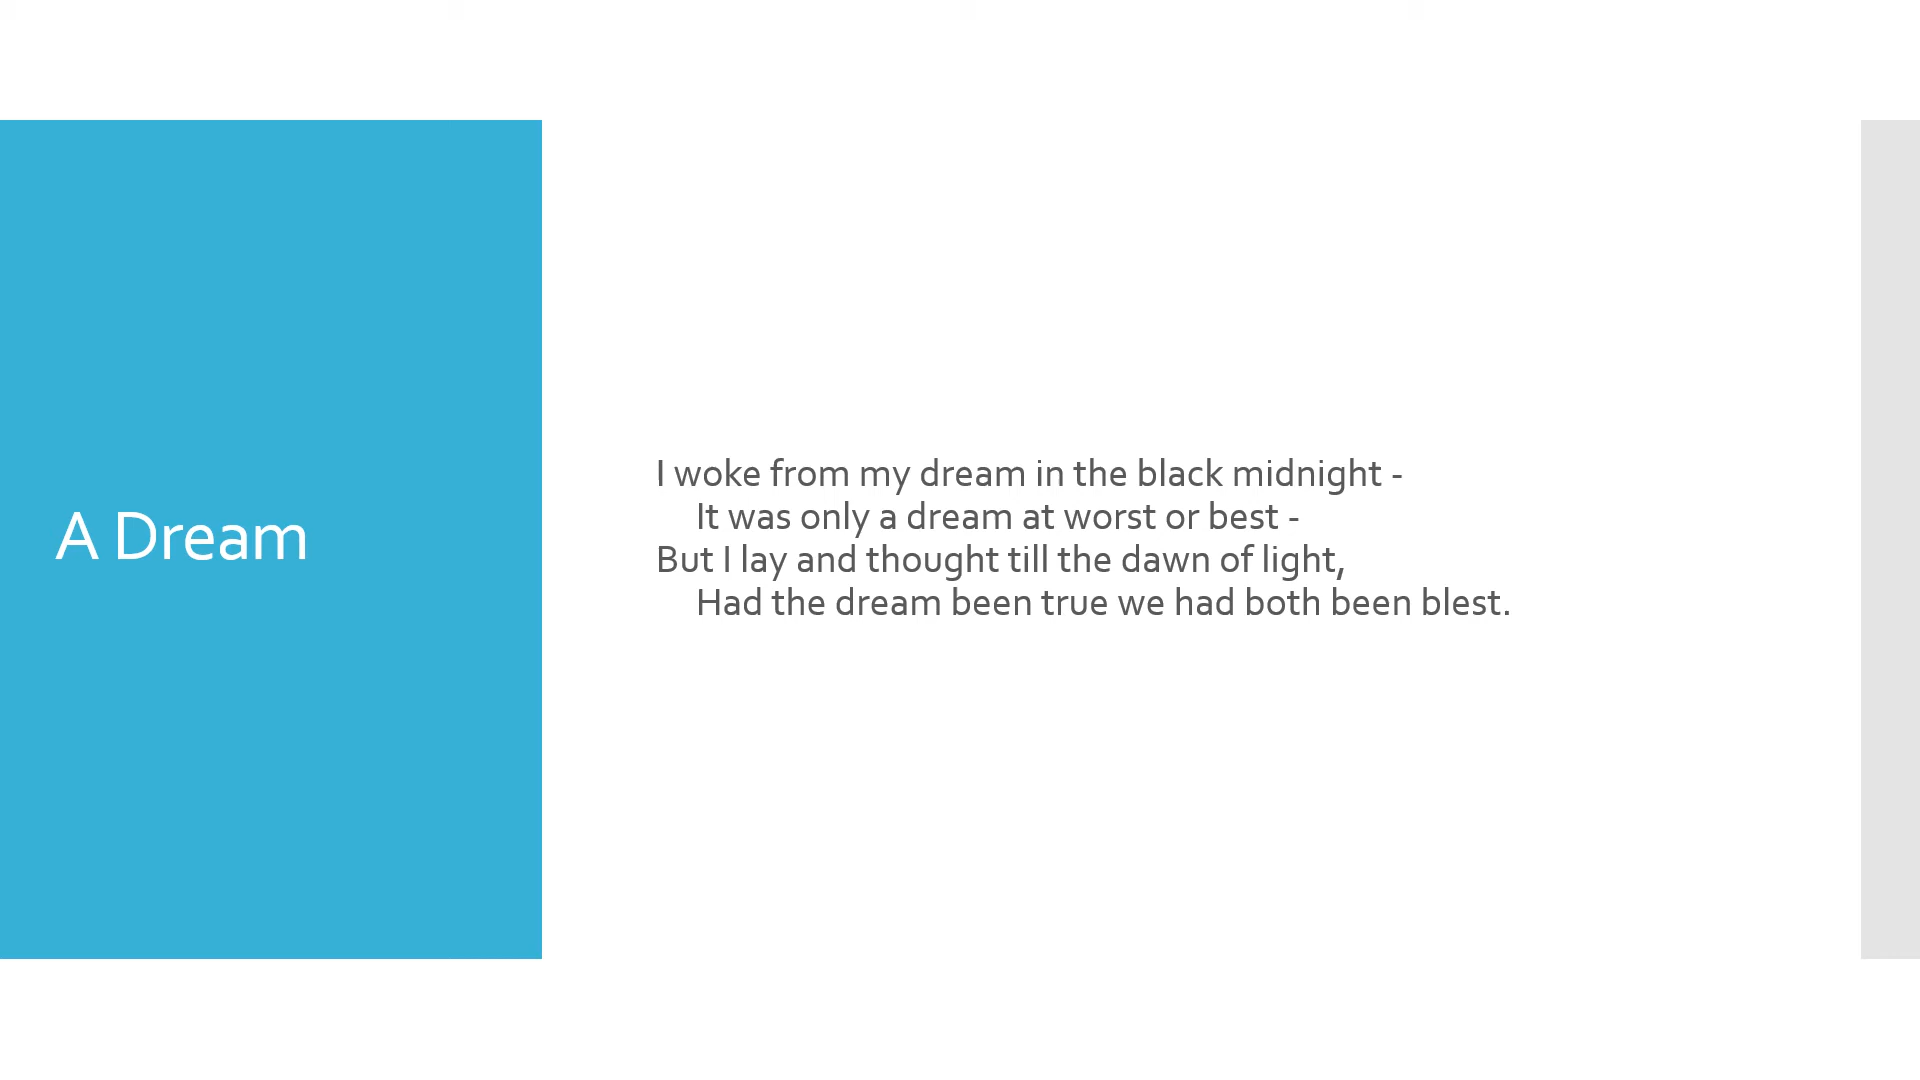 A Dream
I woke from my dream in the black midnight -
It was only a dream at worst or best -
But I lay and thought till the dawn of light,
Had the dream been true we had both been blest.